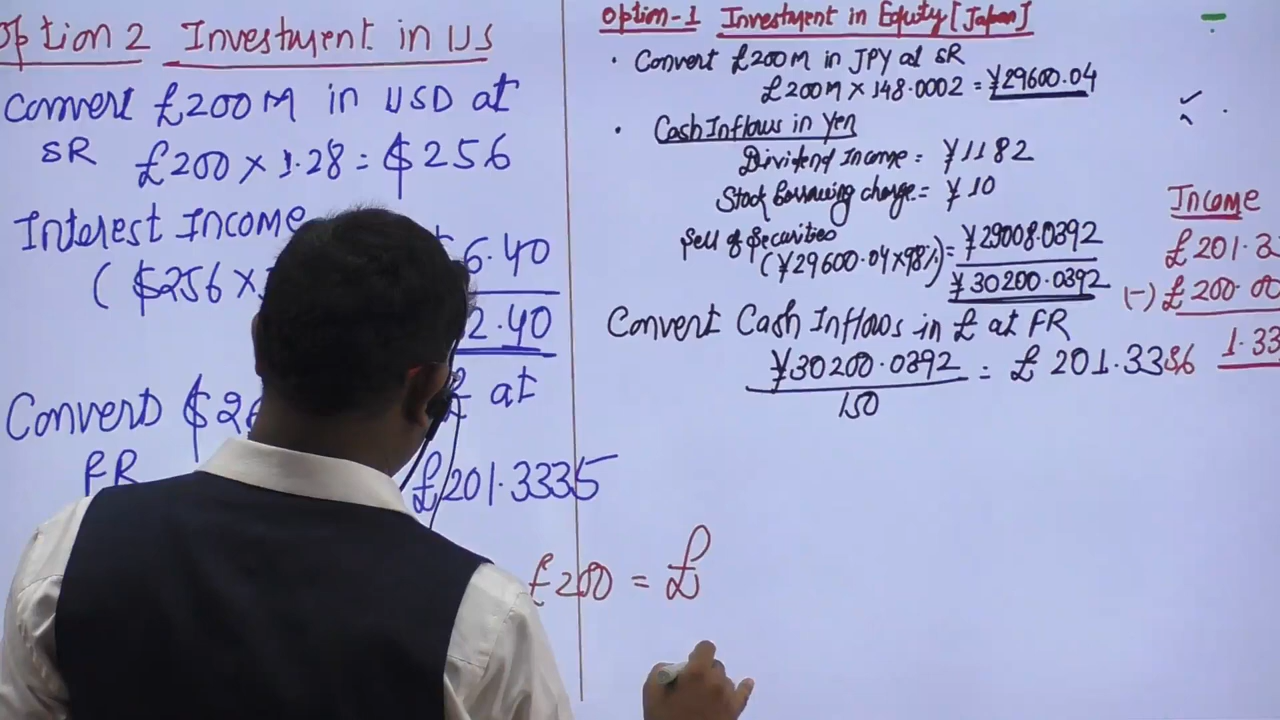 Option 2 Investment in US
Convert £200M in USD at
SR £200 × 1.28 = $256
Interest Income
($256 ×
6.40
2.40
Convert $26
£ at
FR
£201.3335
£200 = £
Option-1 Investment in Equity [Japan]
• Convert £200M in JPY at SR
£200M × 148.0002 = ¥29600.04
• Cash Inflows in Yen
Dividend Income = ¥1182
Stock Borrowing charge = ¥10
Sell of Securities
(¥29600.04 × 98%) = ¥29008.0392
¥30200.0392
Convert Cash Inflows in £ at FR
¥30200.0392
150
= £ 201.3336
Income
£201.3
(-) £200.00
1.33